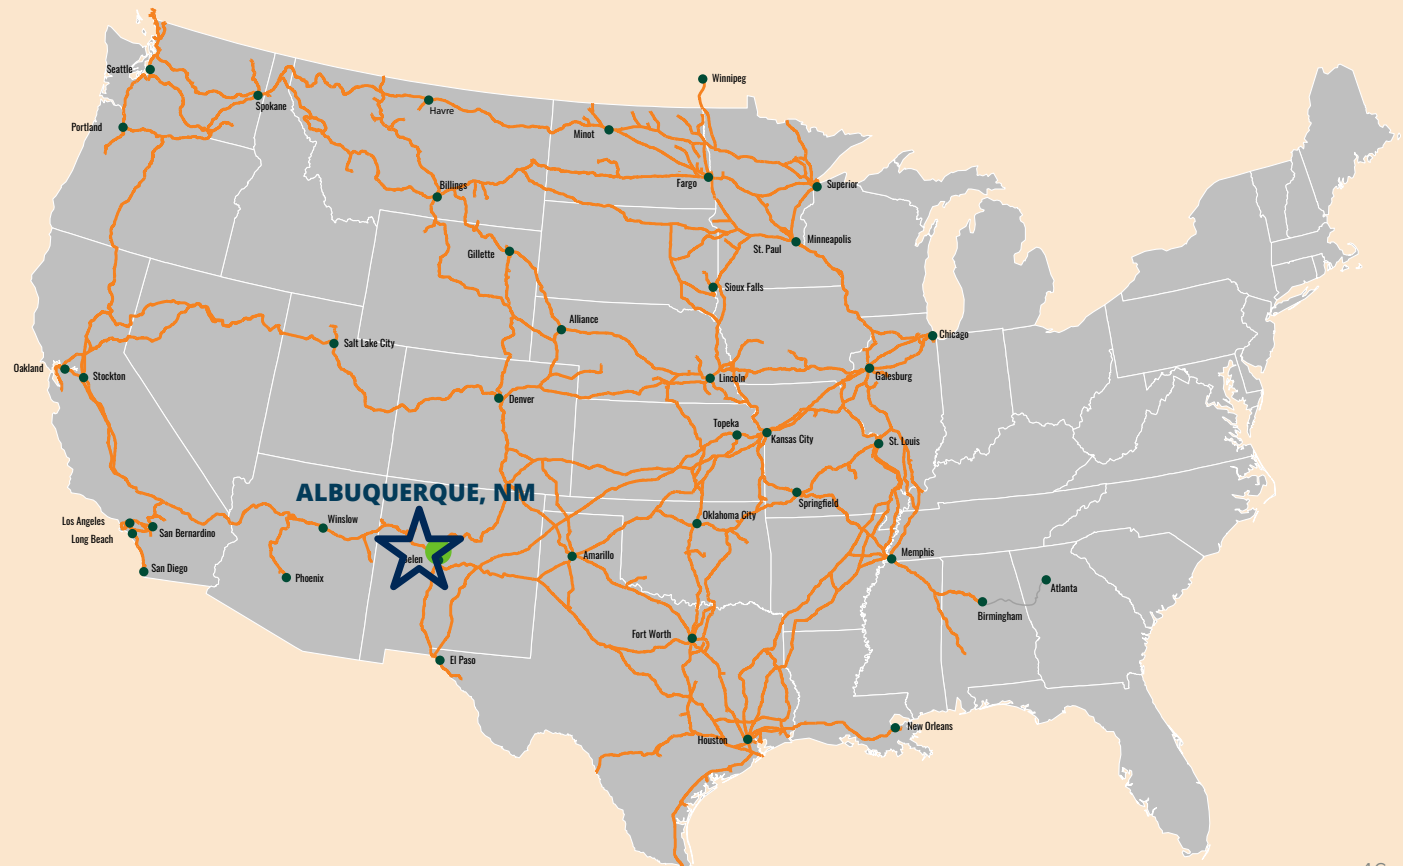 Seattle
Spokane
Portland
Havre
Winnipeg
Minot
Fargo
Superior
Billings
Gillette
St. Paul
Minneapolis
Sioux Falls
Alliance
Chicago
Salt Lake City
Oakland
Stockton
Lincoln
Galesburg
Denver
Topeka
Kansas City
St. Louis
ALBUQUERQUE, NM
Springfield
Los Angeles
Long Beach
San Bernardino
Winslow
Oklahoma City
Belen
Amarillo
Memphis
San Diego
Phoenix
Atlanta
Birmingham
Fort Worth
El Paso
Houston
New Orleans